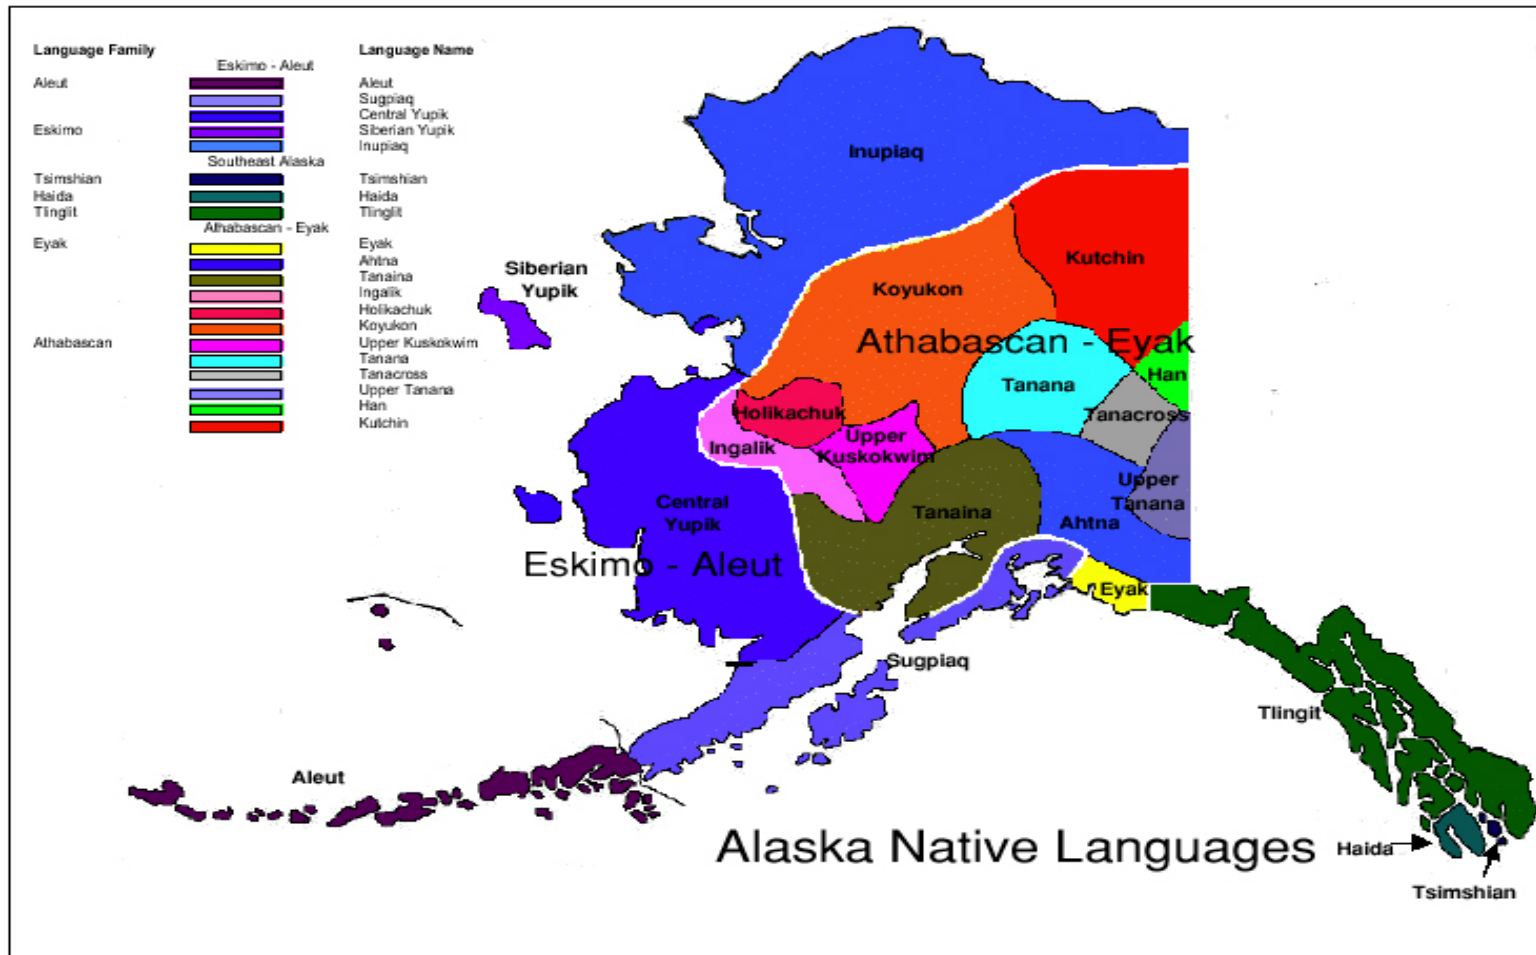 Language Family Language Name
Eskimo - Aleut
Aleut Aleut
Sugpiaq
Central Yupik
Eskimo Siberian Yupik
Inupiaq
Southeast Alaska
Tsimshian Tsimshian
Haida Haida
Tlinglit Tlinglit
Athabascan - Eyak
Eyak Eyak
Ahtna
Tanaina
Ingalik
Holikachuk
Koyukon
Athabascan Upper Kuskokwim
Tanana
Tanacross
Upper Tanana
Han
Kutchin
Inupiaq
Kutchin
Siberian
Yupik
Koyukon
Athabascan - Eyak
Han
Tanana
Holikachuk
Tanacross
Upper
Kuskokwim
Ingalik
Upper
Tanana
Central
Yupik
Tanaina
Ahtna
Eskimo - Aleut
Eyak
Sugpiaq
Tlingit
Aleut
Alaska Native Languages
Haida
Tsimshian